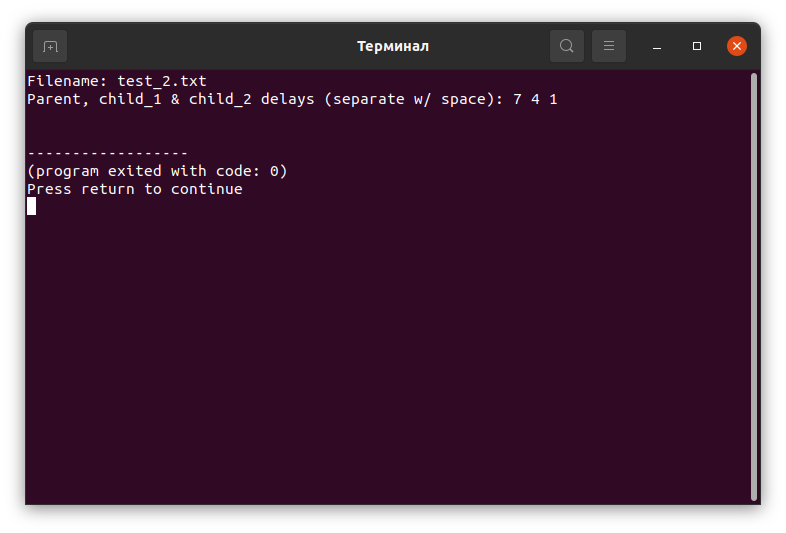 Терминал
Filename: test_2.txt
Parent, child_1 & child_2 delays (separate w/ space): 7 4 1
------------------
(program exited with code: 0)
Press return to continue